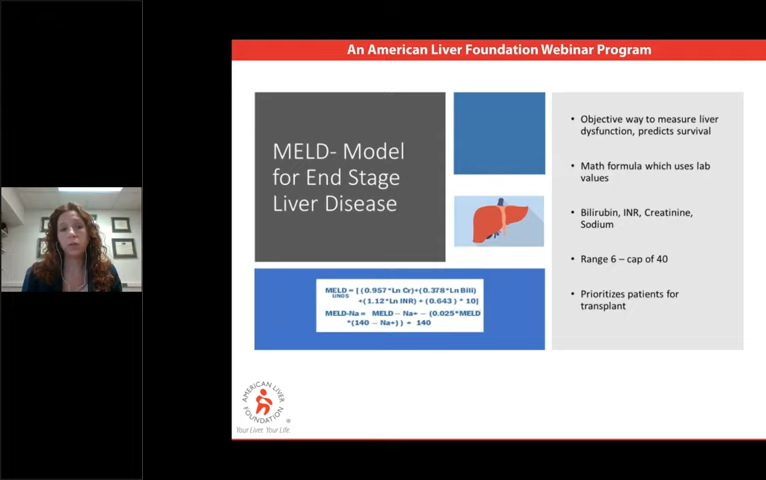 An American Liver Foundation Webinar Program
MELD- Model
for End Stage
Liver Disease
MELD = [(0.957*Ln Cr)+(0.378*Ln Bili)
UNOS
+(1.12*Ln INR) + (0.643) * 10]
MELD-Na = MELD – Na+ – (0.025*MELD
*(140 – Na+)) + 140
• Objective way to measure liver
dysfunction, predicts survival
• Math formula which uses lab
values
• Bilirubin, INR, Creatinine,
Sodium
• Range 6 – cap of 40
• Prioritizes patients for
transplant
AMERICAN LIVER
FOUNDATION
®
Your Liver. Your Life.